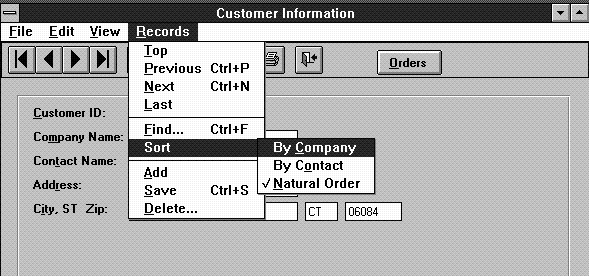 Customer Information
File Edit View Records
Orders
Top
Previous Ctrl+P
Next Ctrl+N
Last
Find... Ctrl+F
Sort
By Company
By Contact
Natural Order
Add
Save Ctrl+S
Delete...
Customer ID:
Company Name:
Contact Name:
Address:
City, ST Zip: CT 06084